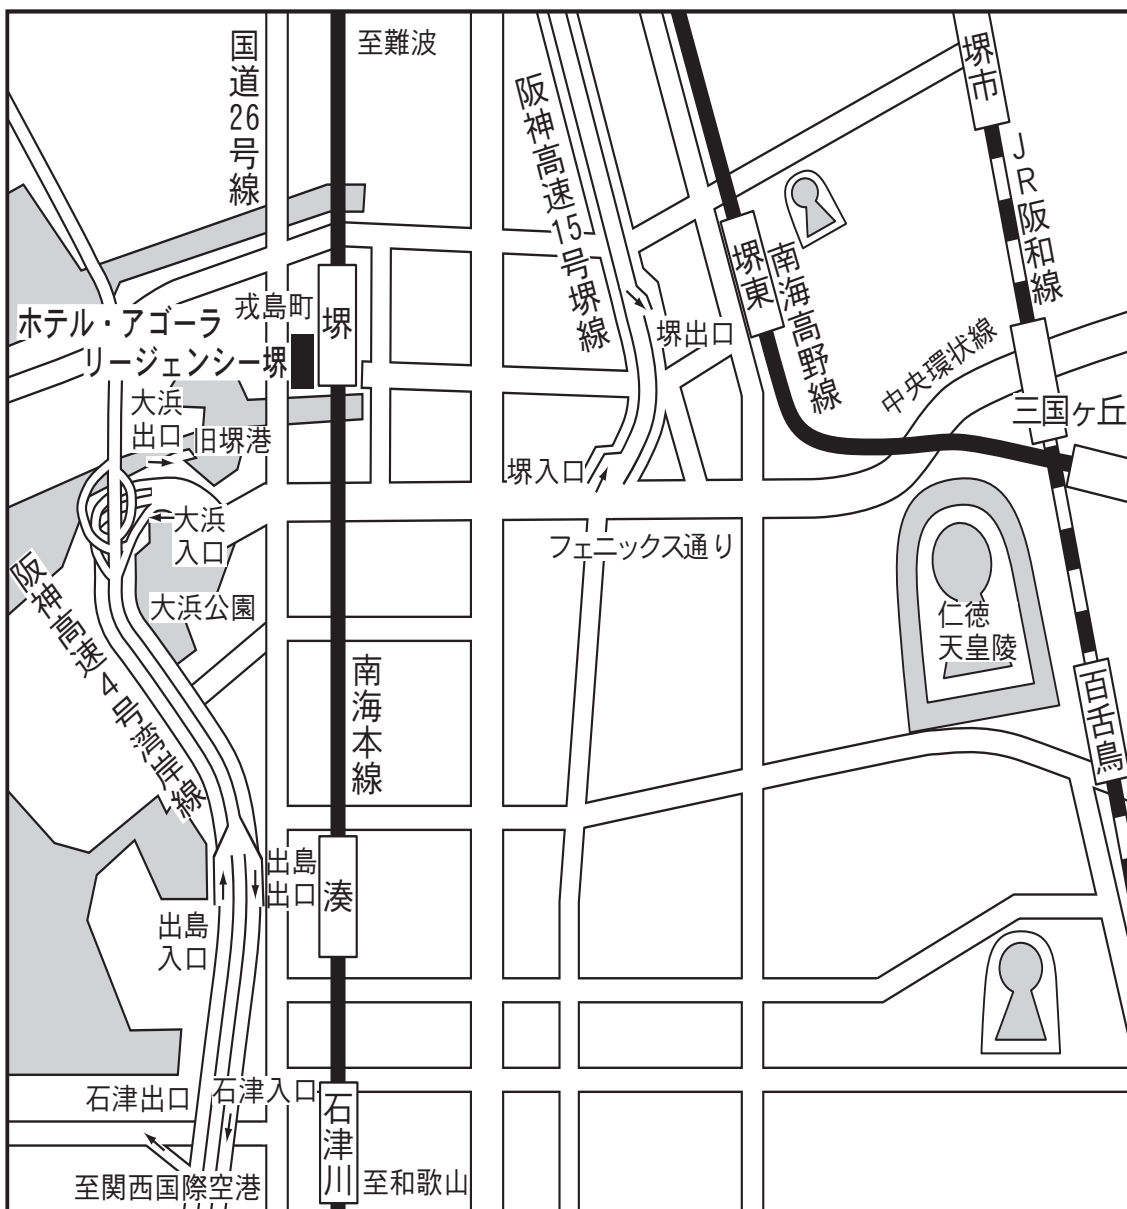 至難波
国道26号線
阪神高速15号堺線
堺市
JR阪和線
堺東
南海高野線
戎島町
堺
ホテル・アゴーラ
リージェンシー堺
堺出口
中央環状線
三国ヶ丘
大浜
出口
旧堺港
堺入口
大浜
入口
フェニックス通り
阪神高速4号湾岸線
大浜公園
仁徳
天皇陵
南海本線
百舌鳥
出島
出口
湊
出島
入口
石津出口
石津入口
石津川
至関西国際空港
至和歌山